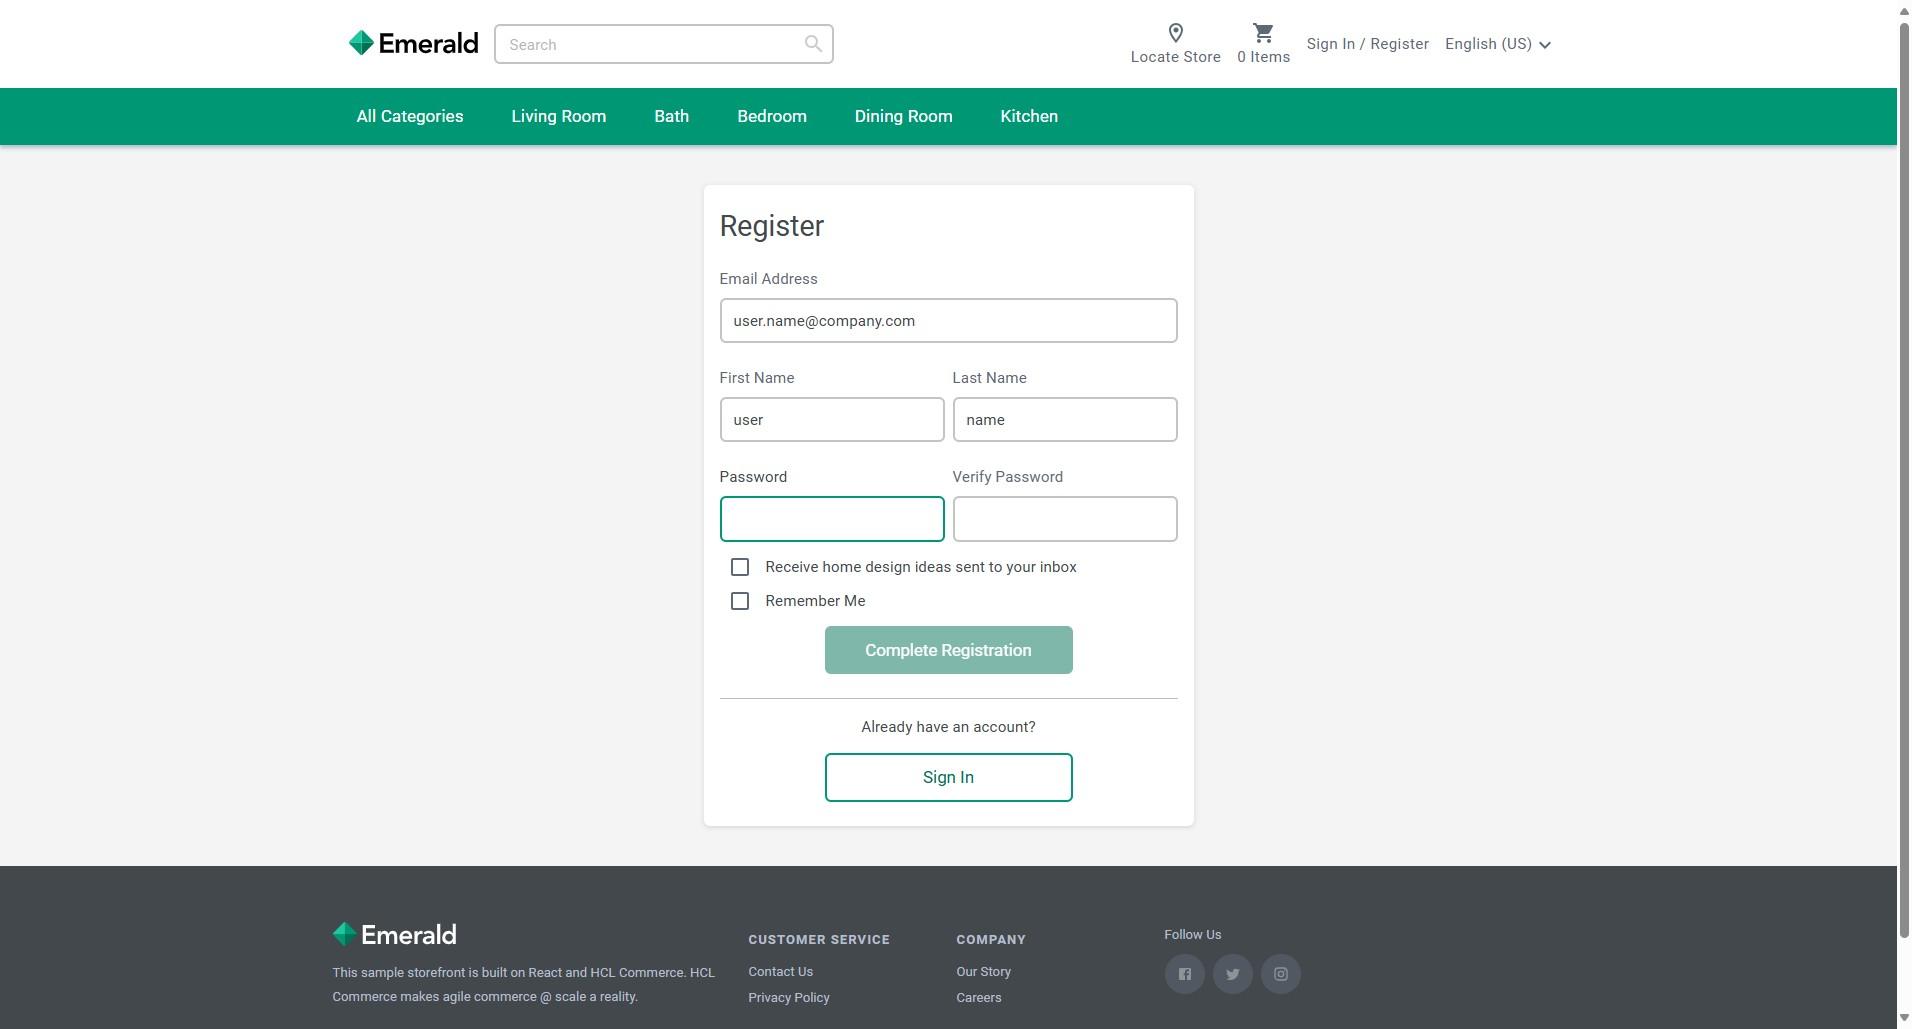 Emerald
Search
Locate Store
0 Items
Sign In / Register
English (US)
All Categories
Living Room
Bath
Bedroom
Dining Room
Kitchen
Register
Email Address
user.name@company.com
First Name
Last Name
user
name
Password
Verify Password
Receive home design ideas sent to your inbox
Remember Me
Complete Registration
Already have an account?
Sign In
Emerald
This sample storefront is built on React and HCL Commerce. HCL
Commerce makes agile commerce @ scale a reality.
CUSTOMER SERVICE
Contact Us
Privacy Policy
COMPANY
Our Story
Careers
Follow Us